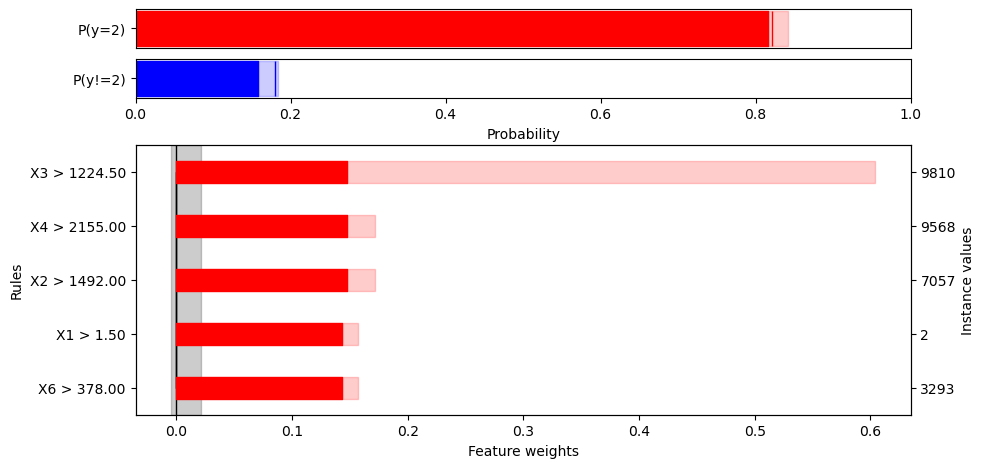 P(y=2)
P(y!=2)
0.0 0.2 0.4 0.6 0.8 1.0
Probability
X3 > 1224.50 9810
X4 > 2155.00 9568
X2 > 1492.00 7057
X1 > 1.50 2
X6 > 378.00 3293
Rules
Instance values
0.0 0.1 0.2 0.3 0.4 0.5 0.6
Feature weights